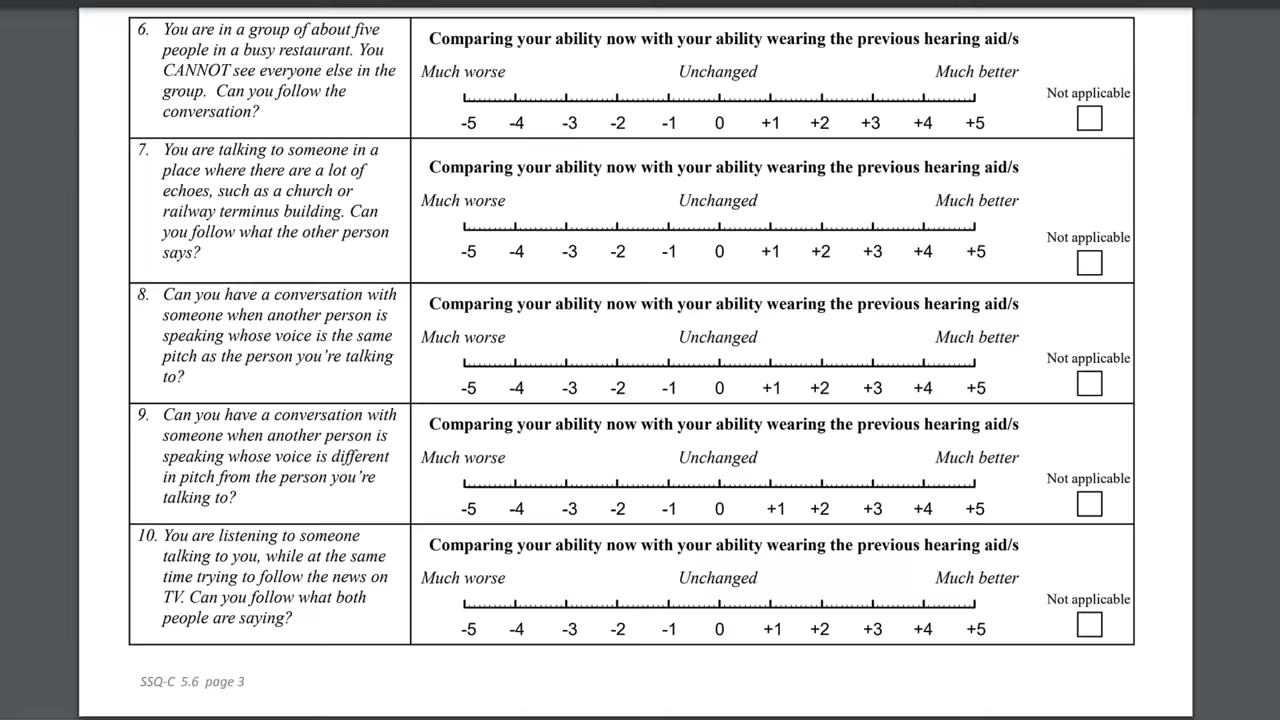 6. You are in a group of about five
people in a busy restaurant. You
CANNOT see everyone else in the
group. Can you follow the
conversation?
Comparing your ability now with your ability wearing the previous hearing aid/s
Much worse Unchanged Much better
Not applicable
-5 -4 -3 -2 -1 0 +1 +2 +3 +4 +5
7. You are talking to someone in a
place where there are a lot of
echoes, such as a church or
railway terminus building. Can
you follow what the other person
says?
Comparing your ability now with your ability wearing the previous hearing aid/s
Much worse Unchanged Much better
Not applicable
-5 -4 -3 -2 -1 0 +1 +2 +3 +4 +5
8. Can you have a conversation with
someone when another person is
speaking whose voice is the same
pitch as the person you’re talking
to?
Comparing your ability now with your ability wearing the previous hearing aid/s
Much worse Unchanged Much better
Not applicable
-5 -4 -3 -2 -1 0 +1 +2 +3 +4 +5
9. Can you have a conversation with
someone when another person is
speaking whose voice is different
in pitch from the person you’re
talking to?
Comparing your ability now with your ability wearing the previous hearing aid/s
Much worse Unchanged Much better
Not applicable
-5 -4 -3 -2 -1 0 +1 +2 +3 +4 +5
10. You are listening to someone
talking to you, while at the same
time trying to follow the news on
TV. Can you follow what both
people are saying?
Comparing your ability now with your ability wearing the previous hearing aid/s
Much worse Unchanged Much better
Not applicable
-5 -4 -3 -2 -1 0 +1 +2 +3 +4 +5
SSQ-C 5.6 page 3